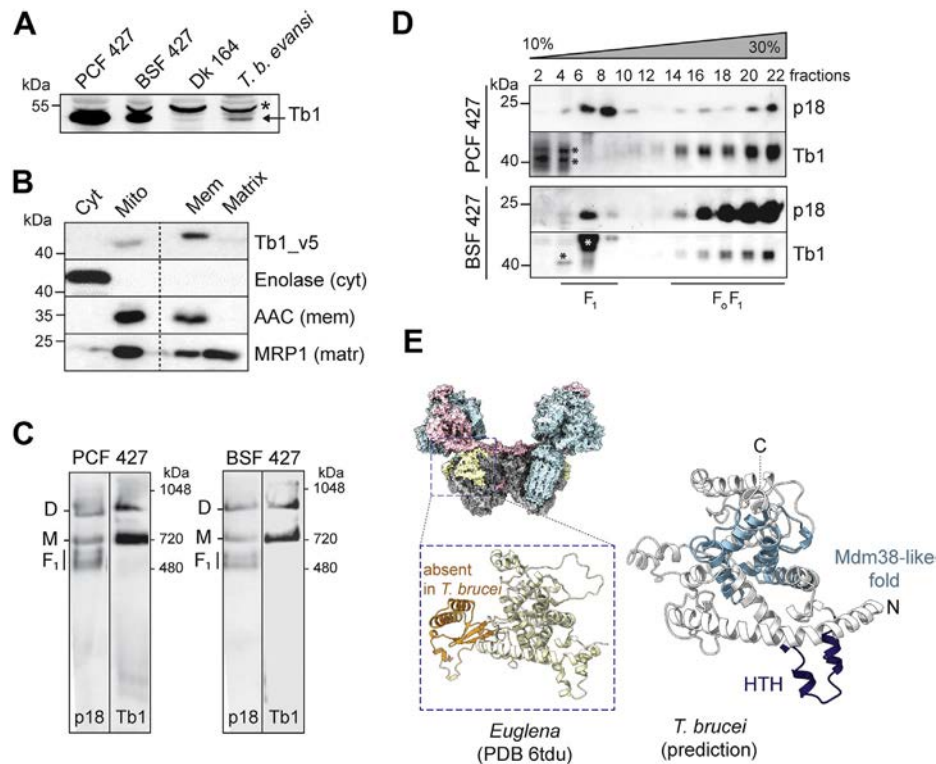 A
PCF 427
BSF 427
Dk 164
T. b. evansi
kDa
55
*
Tb1
B
Cyt
Mito
Mem
Matrix
kDa
40
Tb1_v5
40
Enolase (cyt)
35
AAC (mem)
25
MRP1 (matr)
C
PCF 427
BSF 427
kDa
kDa
1048
1048
D
D
M
720
M
720
F1
480
F1
480
p18
Tb1
p18
Tb1
D
10%
30%
2 4 6 8 10 12 14 16 18 20 22 fractions
kDa
PCF 427
25
p18
40
*
*
Tb1
BSF 427
25
p18
40
*
*
Tb1
F1
FoF1
E
absent
in T. brucei
C
Mdm38-like
fold
N
HTH
Euglena
(PDB 6tdu)
T. brucei
(prediction)